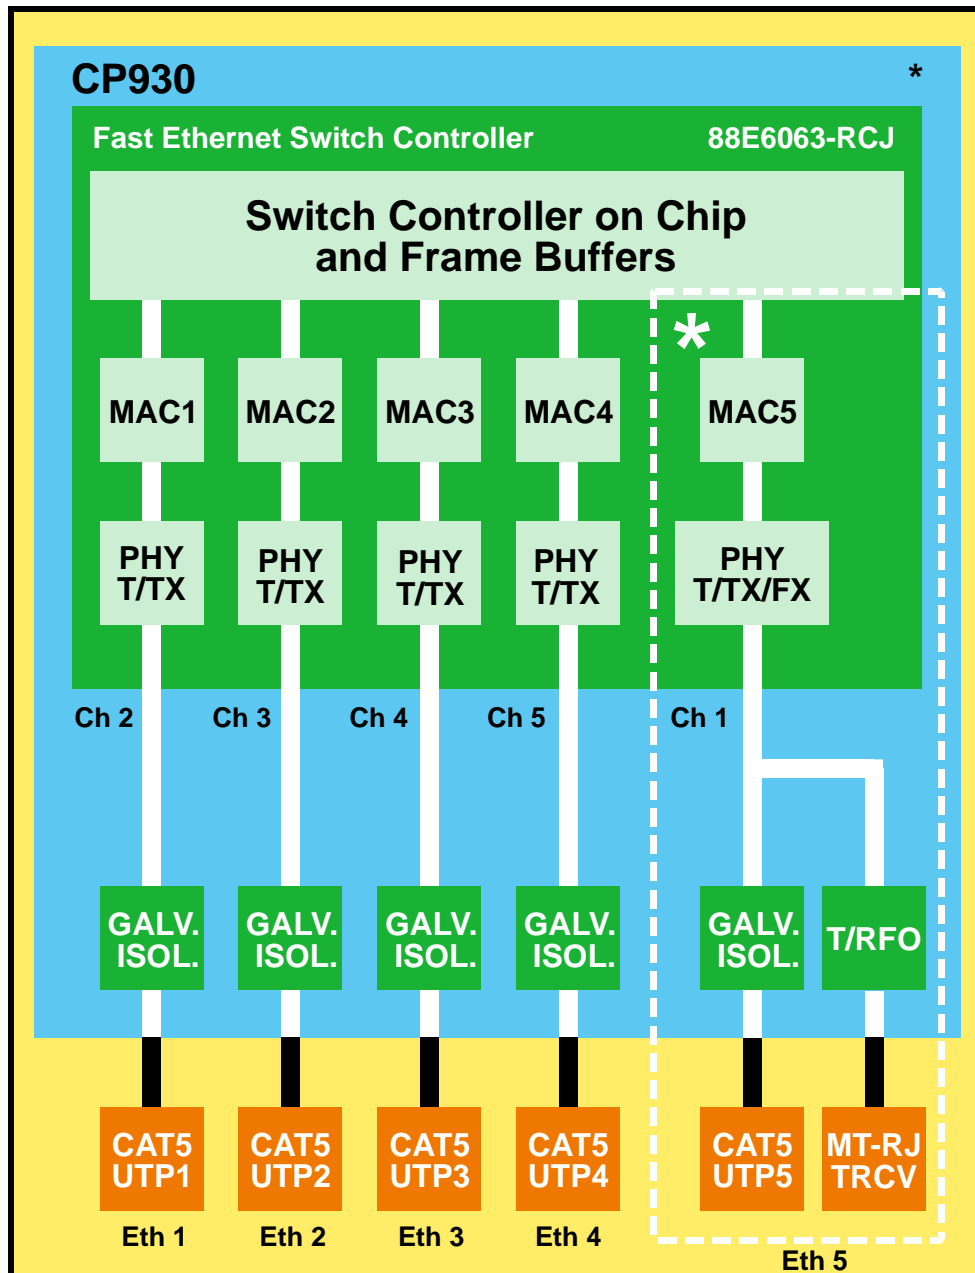 CP930 *
Fast Ethernet Switch Controller 88E6063-RCJ
Switch Controller on Chip
and Frame Buffers
*
MAC1 MAC2 MAC3 MAC4 MAC5
PHY PHY PHY PHY PHY
T/TX T/TX T/TX T/TX T/TX/FX
Ch 2 Ch 3 Ch 4 Ch 5 Ch 1
GALV. GALV. GALV. GALV. GALV. T/RFO
ISOL. ISOL. ISOL. ISOL. ISOL.
CAT5 CAT5 CAT5 CAT5 CAT5 MT-RJ
UTP1 UTP2 UTP3 UTP4 UTP5 TRCV
Eth 1 Eth 2 Eth 3 Eth 4 Eth 5